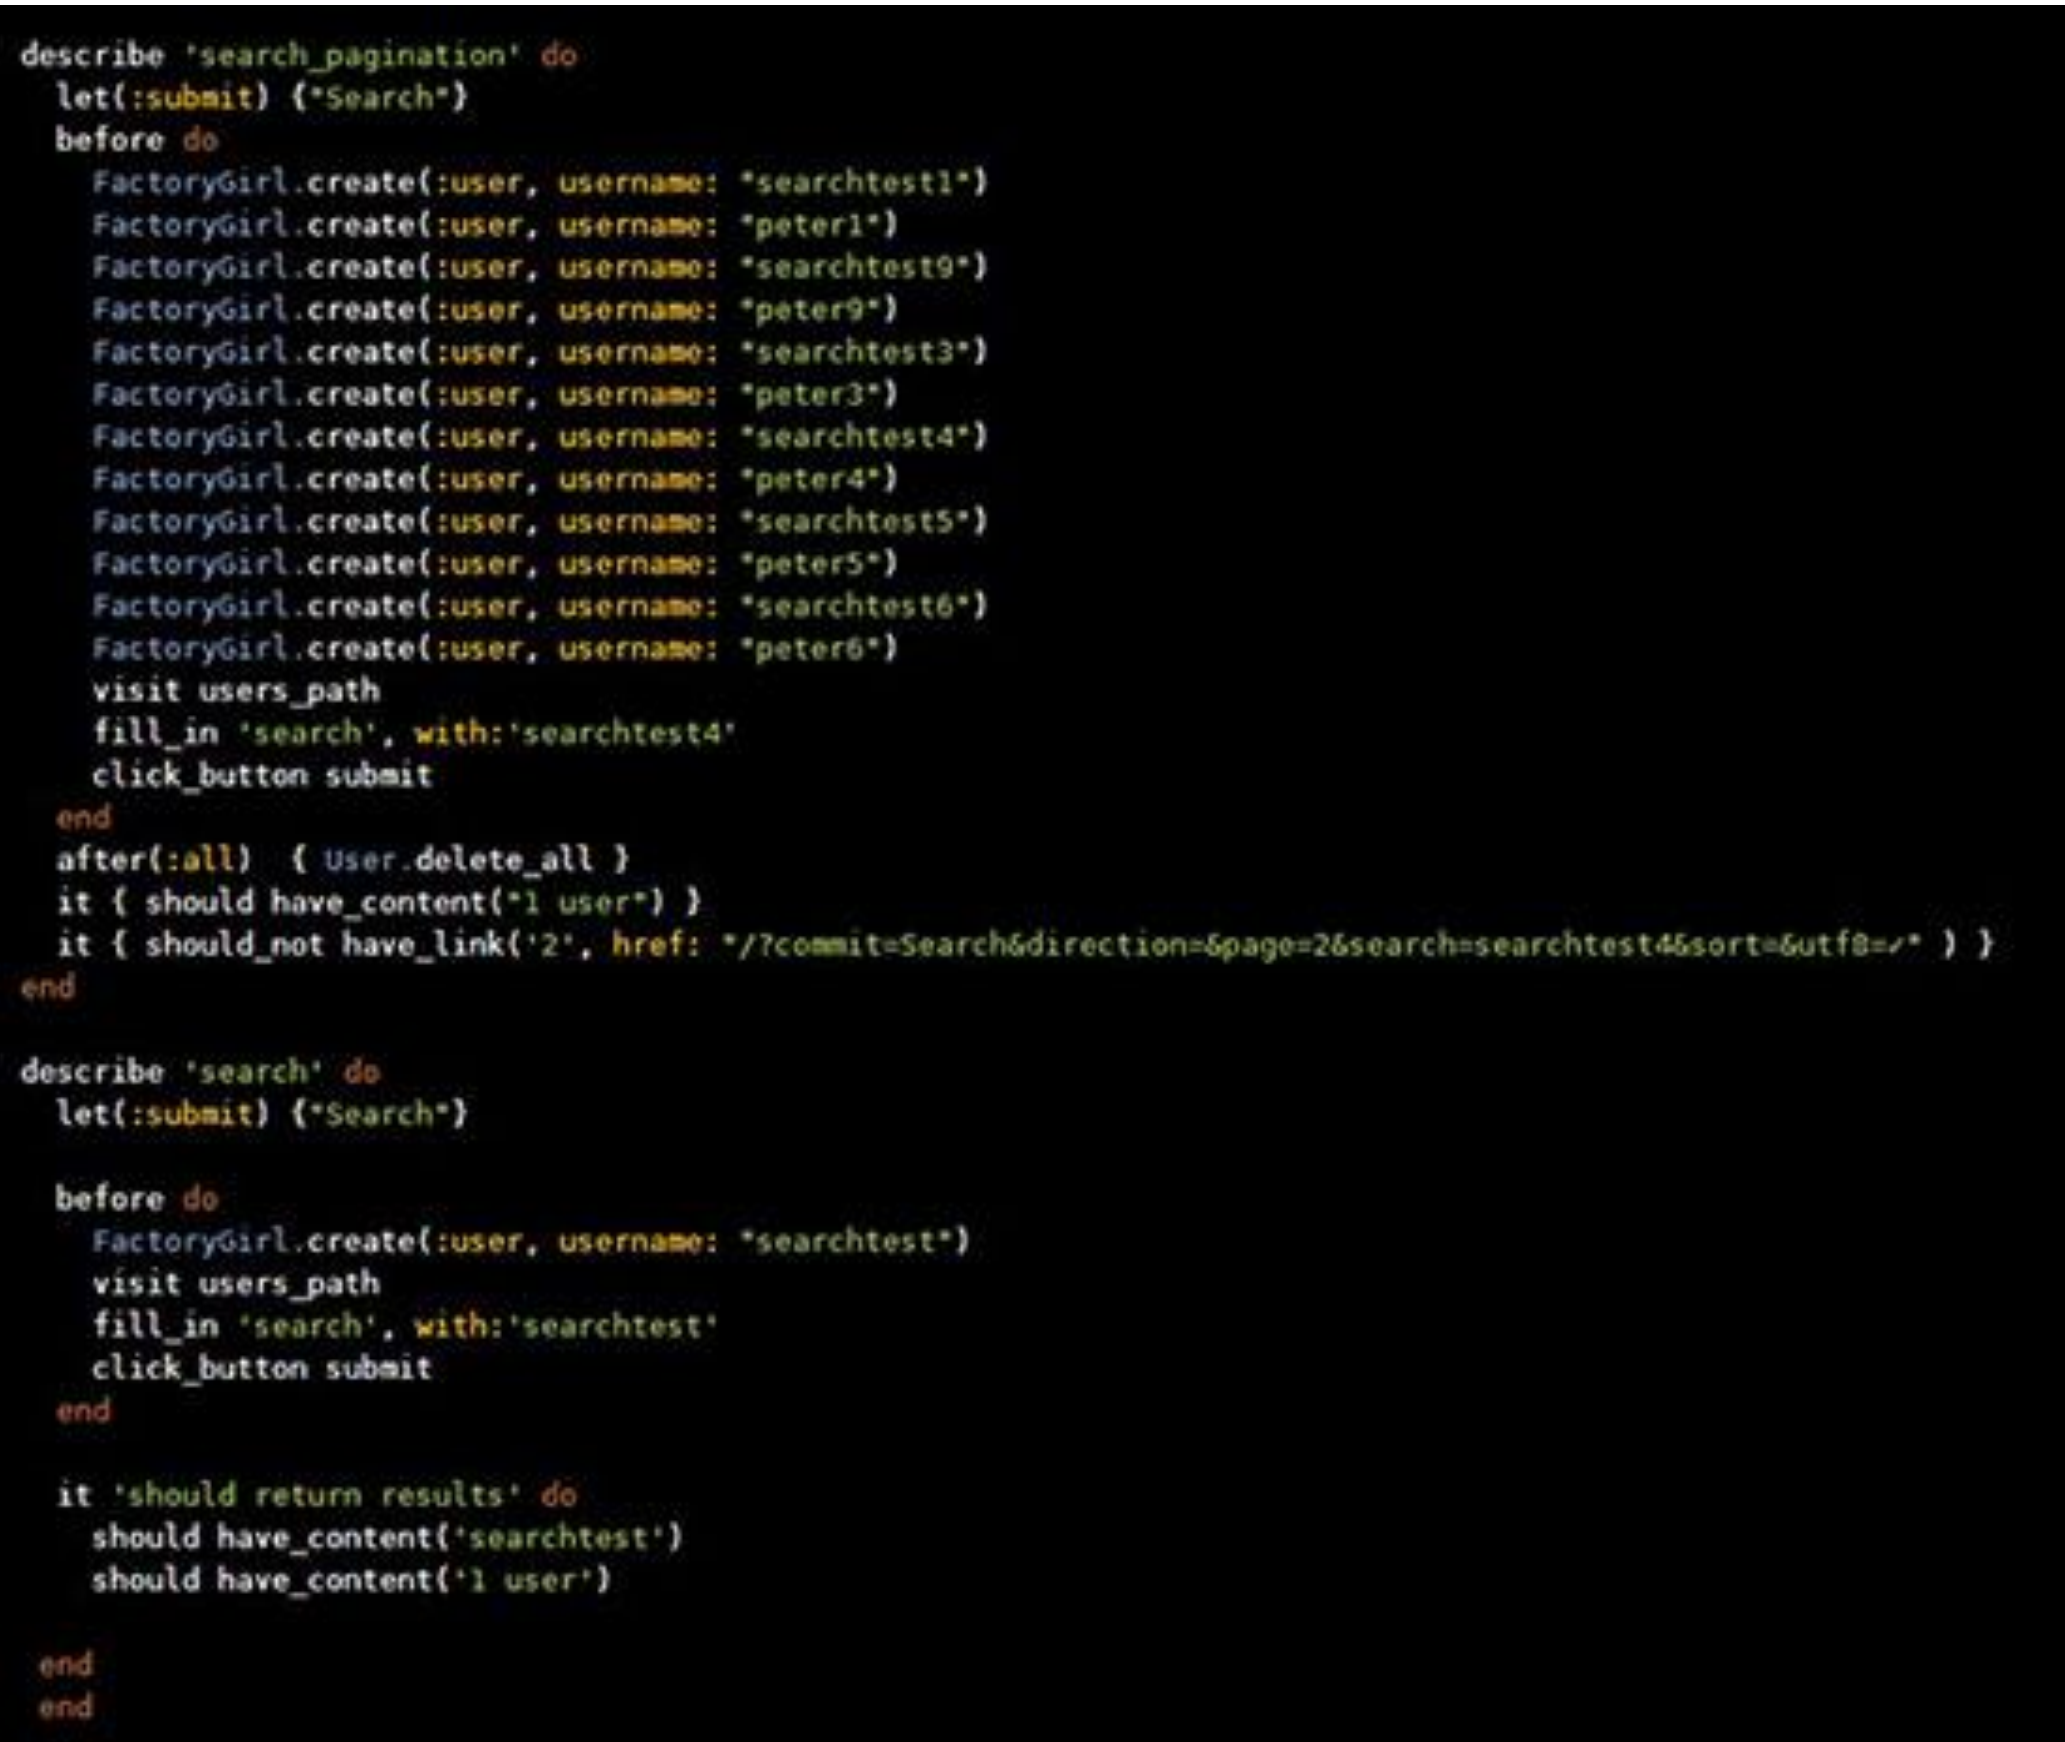 describe 'search_pagination' do
  let(:submit) {"Search"}
  before do
    FactoryGirl.create(:user, username: "searchtest1")
    FactoryGirl.create(:user, username: "peter1")
    FactoryGirl.create(:user, username: "searchtest9")
    FactoryGirl.create(:user, username: "peter9")
    FactoryGirl.create(:user, username: "searchtest3")
    FactoryGirl.create(:user, username: "peter3")
    FactoryGirl.create(:user, username: "searchtest4")
    FactoryGirl.create(:user, username: "peter4")
    FactoryGirl.create(:user, username: "searchtest5")
    FactoryGirl.create(:user, username: "peter5")
    FactoryGirl.create(:user, username: "searchtest6")
    FactoryGirl.create(:user, username: "peter6")
    visit users_path
    fill_in 'search', with:'searchtest4'
    click_button submit
  end
  after(:all)  { User.delete_all }
  it { should have_content("1 user") }
  it { should_not have_link('2', href: "/?commit=Search&direction=&page=2&search=searchtest4&sort=&utf8=✓" ) }
end

describe 'search' do
  let(:submit) {"Search"}

  before do
    FactoryGirl.create(:user, username: "searchtest")
    visit users_path
    fill_in 'search', with:'searchtest'
    click_button submit
  end

  it 'should return results' do
    should have_content('searchtest')
    should have_content('1 user')

 end
 end